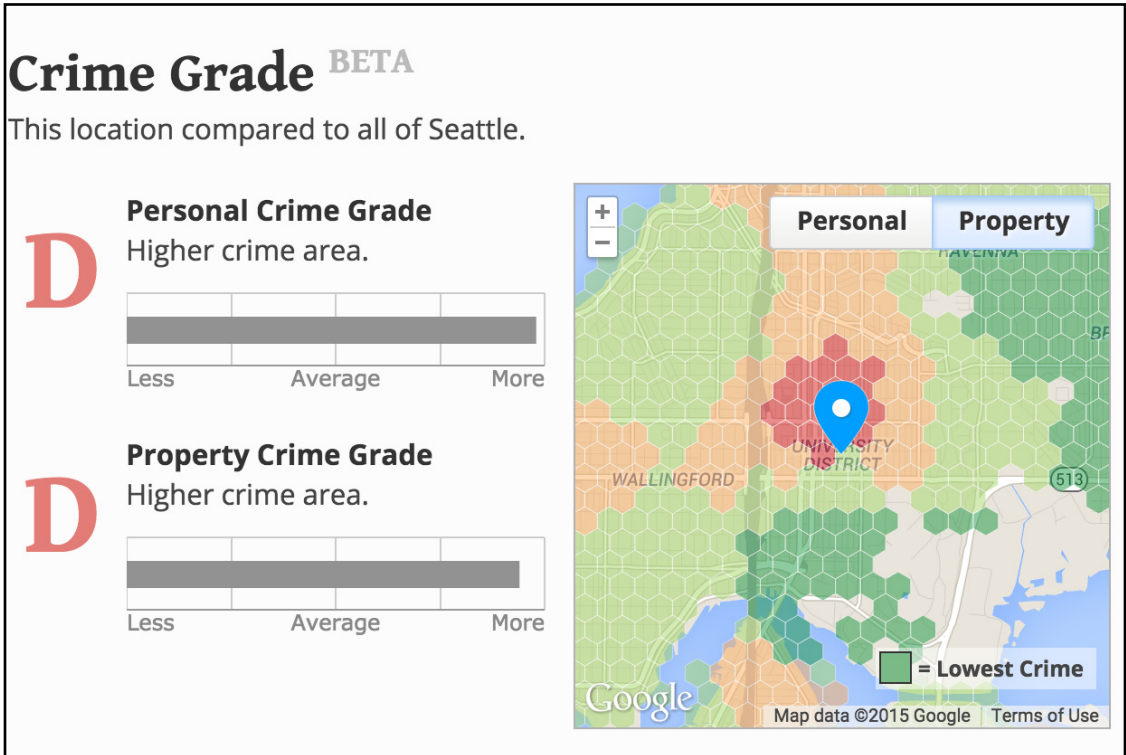 Crime Grade BETA
This location compared to all of Seattle.
D
Personal Crime Grade
Higher crime area.
Less Average More
D
Property Crime Grade
Higher crime area.
Less Average More
+
−
Personal Property
RAVENNA
BR
UNIVERSITY
DISTRICT
WALLINGFORD
513
= Lowest Crime
Google
Map data ©2015 Google Terms of Use